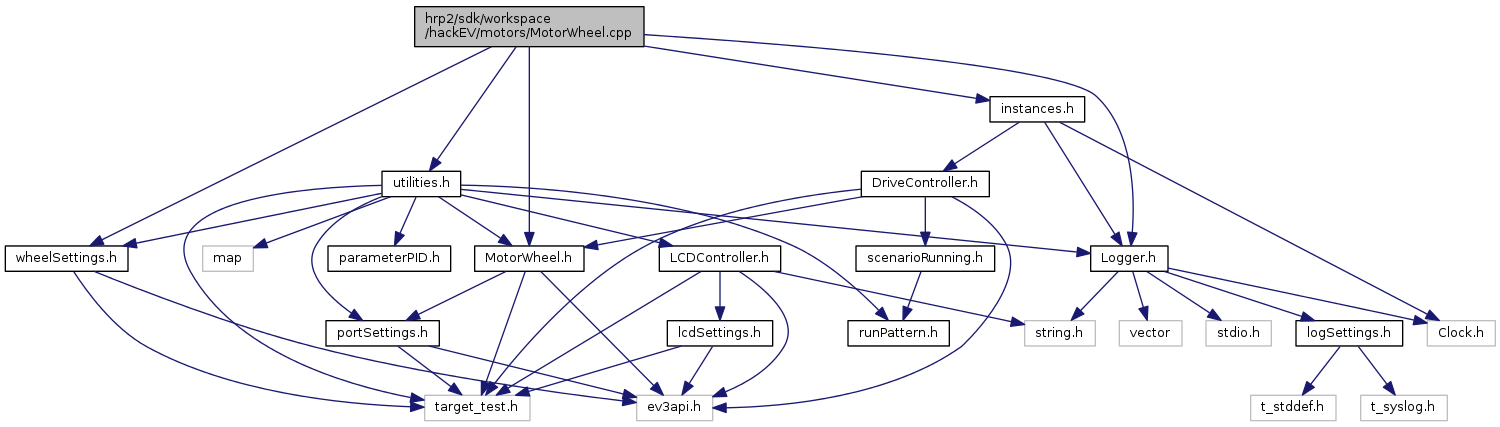 hrp2/sdk/workspace
/hackEV/motors/MotorWheel.cpp
instances.h
utilities.h
DriveController.h
wheelSettings.h
map
parameterPID.h
MotorWheel.h
LCDController.h
scenarioRunning.h
Logger.h
portSettings.h
lcdSettings.h
runPattern.h
string.h
vector
stdio.h
logSettings.h
Clock.h
target_test.h
ev3api.h
t_stddef.h
t_syslog.h